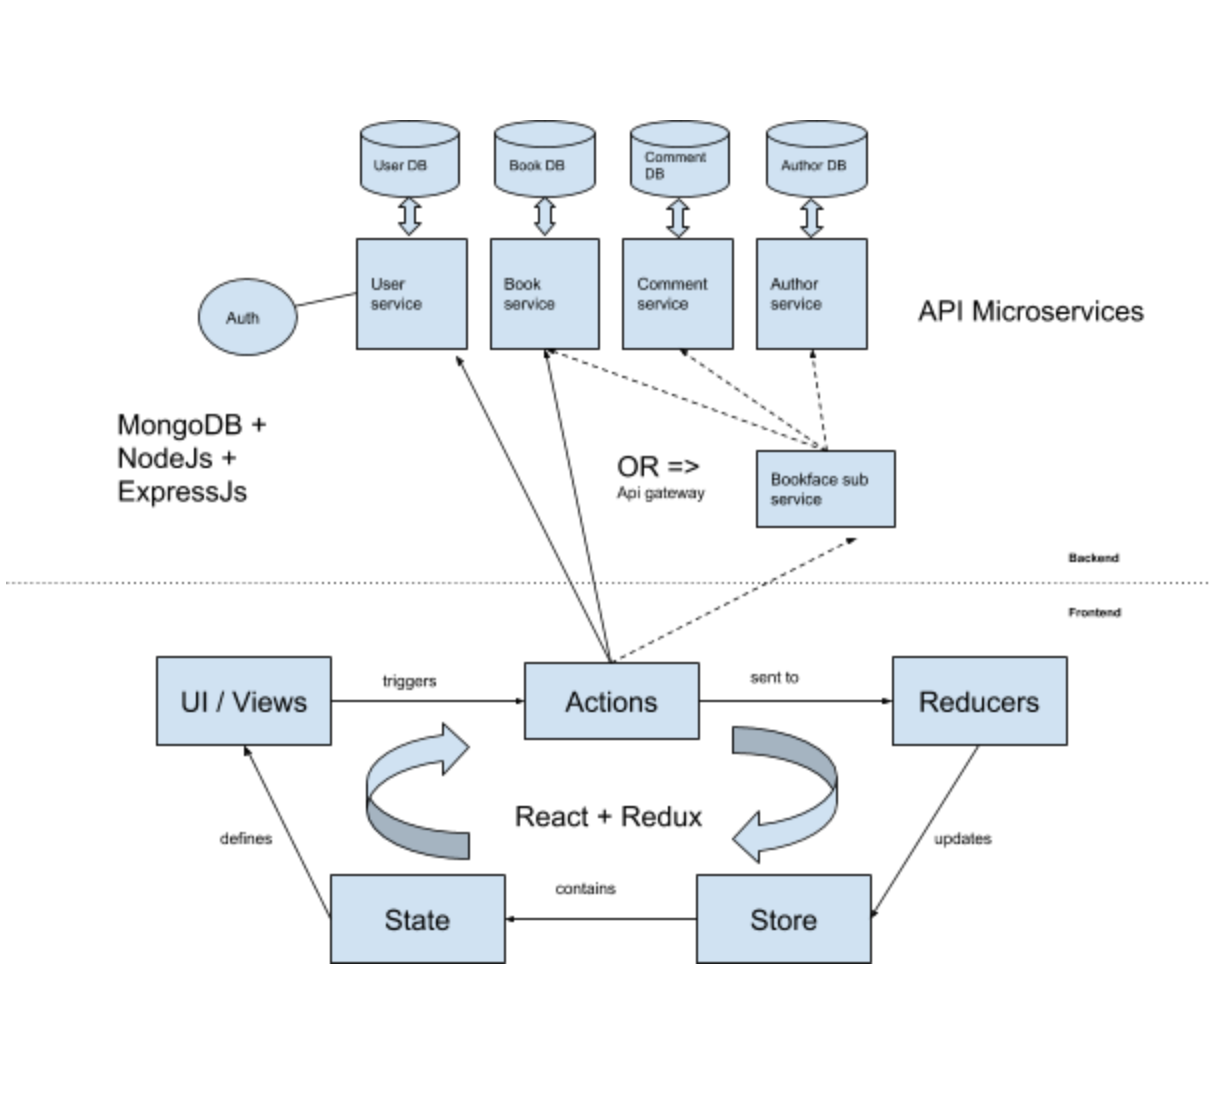 User DB
Book DB
Comment
DB
Author DB
User
service
Book
service
Comment
service
Author
service
Auth
API Microservices
MongoDB +
NodeJs +
ExpressJs
OR =>
Api gateway
Bookface sub
service
Backend
Frontend
UI / Views
triggers
Actions
sent to
Reducers
React + Redux
defines
updates
State
contains
Store